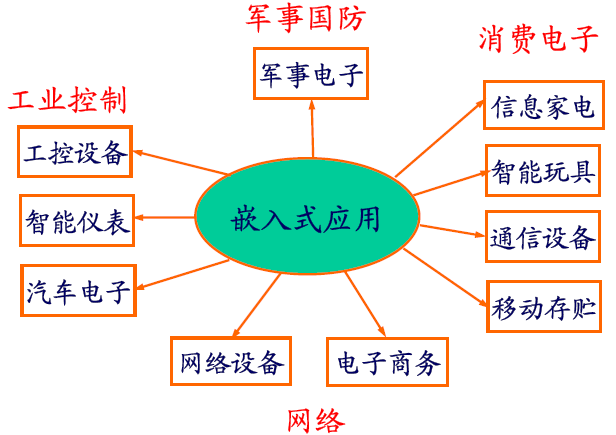 军事国防
消费电子
军事电子
工业控制
信息家电
工控设备
智能玩具
智能仪表
嵌入式应用
通信设备
汽车电子
移动存贮
网络设备
电子商务
网络